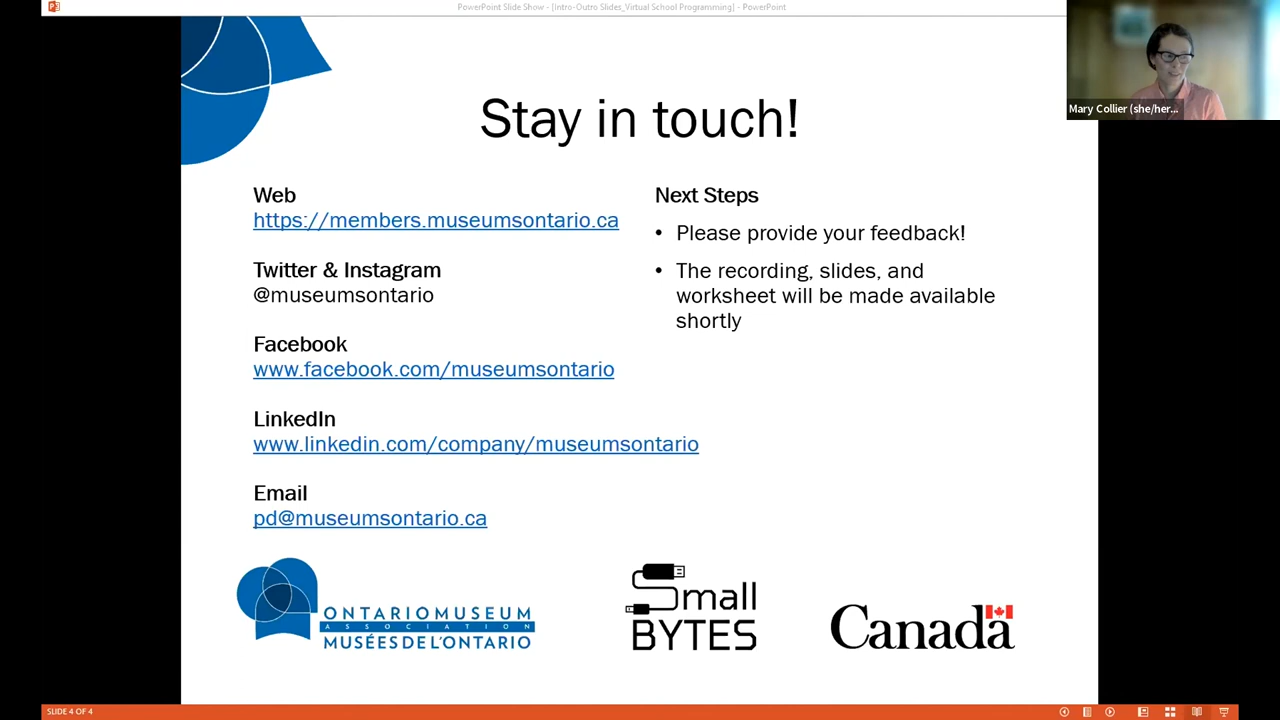 PowerPoint Slide Show - [Intro-Outro Slides_Virtual School Programming] - PowerPoint
Mary Collier (she/her...
Stay in touch!
Web
https://members.museumsontario.ca
Twitter & Instagram
@museumsontario
Facebook
www.facebook.com/museumsontario
LinkedIn
www.linkedin.com/company/museumsontario
Email
pd@museumsontario.ca
Next Steps
• Please provide your feedback!
• The recording, slides, and
worksheet will be made available
shortly
ONTARIOMUSEUM
ASSOCIATION
MUSÉESDEL'ONTARIO
Small
BYTES
Canada
SLIDE 4 OF 4